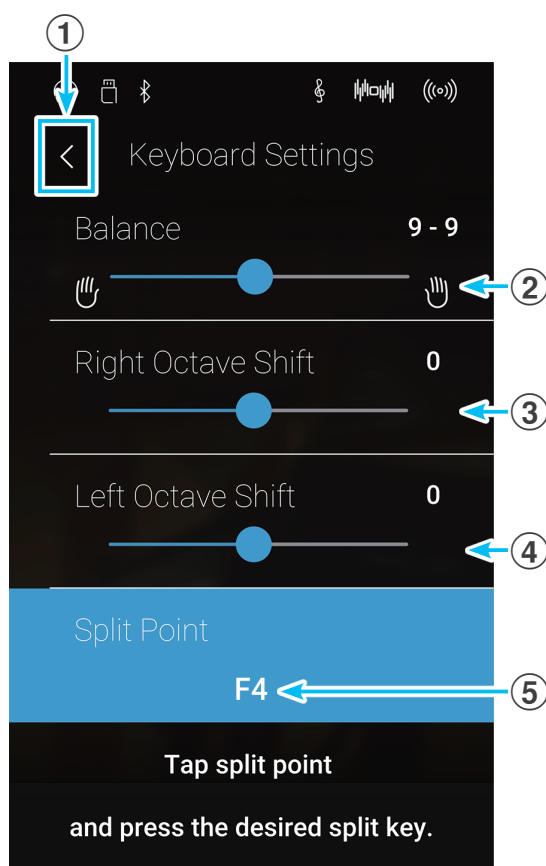 ①
Keyboard Settings
Balance 9 - 9
②
Right Octave Shift 0
③
Left Octave Shift 0
④
Split Point
F4
⑤
Tap split point
and press the desired split key.